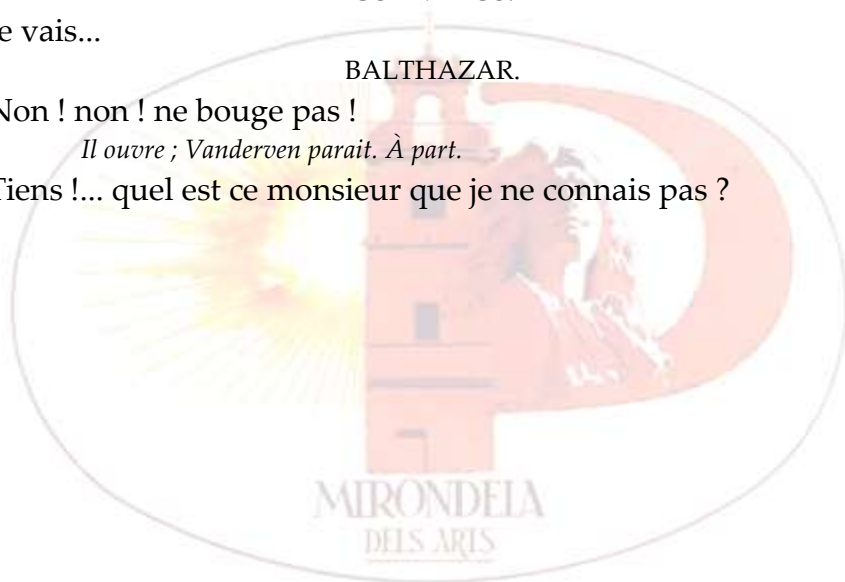 e vais...
BALTHAZAR.
Non ! non ! ne bouge pas !
Il ouvre ; Vanderven parait. À part.
Tiens !... quel est ce monsieur que je ne connais pas ?
MIRONDELA
DELS ARTS